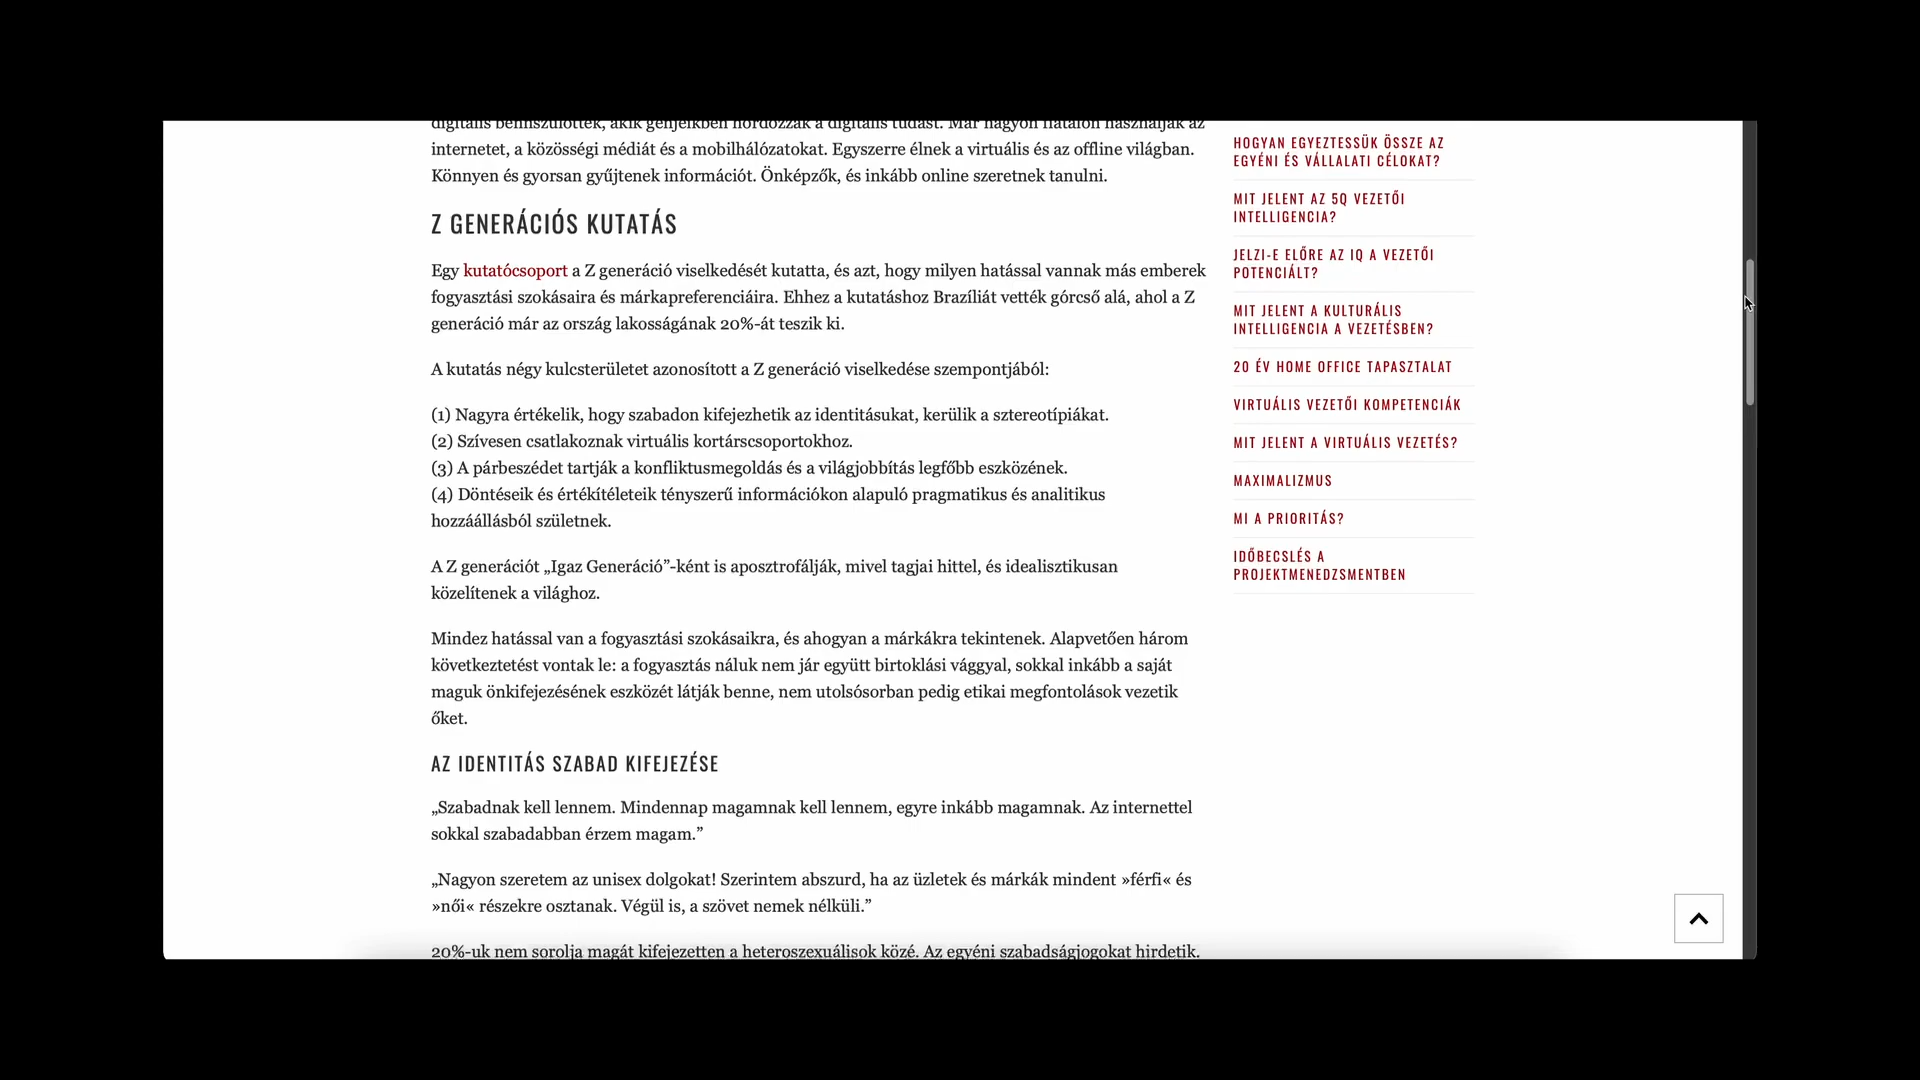 digitális bennszülöttek, akik génjeikben hordozzák a digitális tudást. Már nagyon fiatalon használják az
internetet, a közösségi médiát és a mobilhálózatokat. Egyszerre élnek a virtuális és az offline világban.
Könnyen és gyorsan gyűjtenek információt. Önképzők, és inkább online szeretnek tanulni.
Z GENERÁCIÓS KUTATÁS
Egy kutatócsoport a Z generáció viselkedését kutatta, és azt, hogy milyen hatással vannak más emberek
fogyasztási szokásaira és márkapreferenciáira. Ehhez a kutatáshoz Brazíliát vették górcső alá, ahol a Z
generáció már az ország lakosságának 20%-át teszik ki.
A kutatás négy kulcsterületet azonosított a Z generáció viselkedése szempontjából:
(1) Nagyra értékelik, hogy szabadon kifejezhetik az identitásukat, kerülik a sztereotípiákat.
(2) Szívesen csatlakoznak virtuális kortárscsoportokhoz.
(3) A párbeszédet tartják a konfliktusmegoldás és a világjobbítás legfőbb eszközének.
(4) Döntéseik és értékítéleteik tényszerű információkon alapuló pragmatikus és analitikus
hozzáállásból születnek.
A Z generációt „Igaz Generáció”-ként is aposztrofálják, mivel tagjai hittel, és idealisztikusan
közelítenek a világhoz.
Mindez hatással van a fogyasztási szokásaikra, és ahogyan a márkákra tekintenek. Alapvetően három
következtetést vontak le: a fogyasztás náluk nem jár együtt birtoklási vággyal, sokkal inkább a saját
maguk önkifejezésének eszközét látják benne, nem utolsósorban pedig etikai megfontolások vezetik
őket.
AZ IDENTITÁS SZABAD KIFEJEZÉSE
„Szabadnak kell lennem. Mindennap magamnak kell lennem, egyre inkább magamnak. Az internettel
sokkal szabadabban érzem magam.”
„Nagyon szeretem az unisex dolgokat! Szerintem abszurd, ha az üzletek és márkák mindent »férfi« és
»női« részekre osztanak. Végül is, a szövet nemek nélküli.”
20%-uk nem sorolja magát kifejezetten a heteroszexuálisok közé. Az egyéni szabadságjogokat hirdetik.
HOGYAN EGYEZTESSÜK ÖSSZE AZ
EGYÉNI ÉS VÁLLALATI CÉLOKAT?
MIT JELENT AZ 5Q VEZETŐI
INTELLIGENCIA?
JELZI-E ELŐRE AZ IQ A VEZETŐI
POTENCIÁLT?
MIT JELENT A KULTURÁLIS
INTELLIGENCIA A VEZETÉSBEN?
20 ÉV HOME OFFICE TAPASZTALAT
VIRTUÁLIS VEZETŐI KOMPETENCIÁK
MIT JELENT A VIRTUÁLIS VEZETÉS?
MAXIMALIZMUS
MI A PRIORITÁS?
IDŐBECSLÉS A
PROJEKTMENEDZSMENTBEN